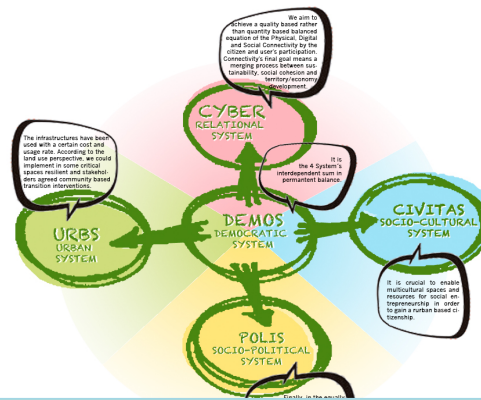 We aim to
achieve a quality based rather
than quantity based balanced
equation of the Physical, Digital
and Social Connectivity by the
citizen and user's participation.
Connectivity's final goal means a
merging process between sus-
tainability, social cohesion and
territory/economy
development.
CYBER
RELATIONAL
SYSTEM
The infrastructures have been
used with a certain cost and
usage rate. According to the
land use perspective, we could
implement in some critical
spaces resilient and stakehol-
ders agreed community based
transition interventions.
It is
the 4 System's
interdependent sum in
permantent balance.
URBS
URBAN
SYSTEM
DEMOS
DEMOCRATIC
SYSTEM
CIVITAS
SOCIO-CULTURAL
SYSTEM
It is crucial to enable
multicultural spaces and
resources for social en-
trepreneurship in order
to gain a rurban based ci-
tizenship.
POLIS
SOCIO-POLITICAL
SYSTEM
Finally, in the equally